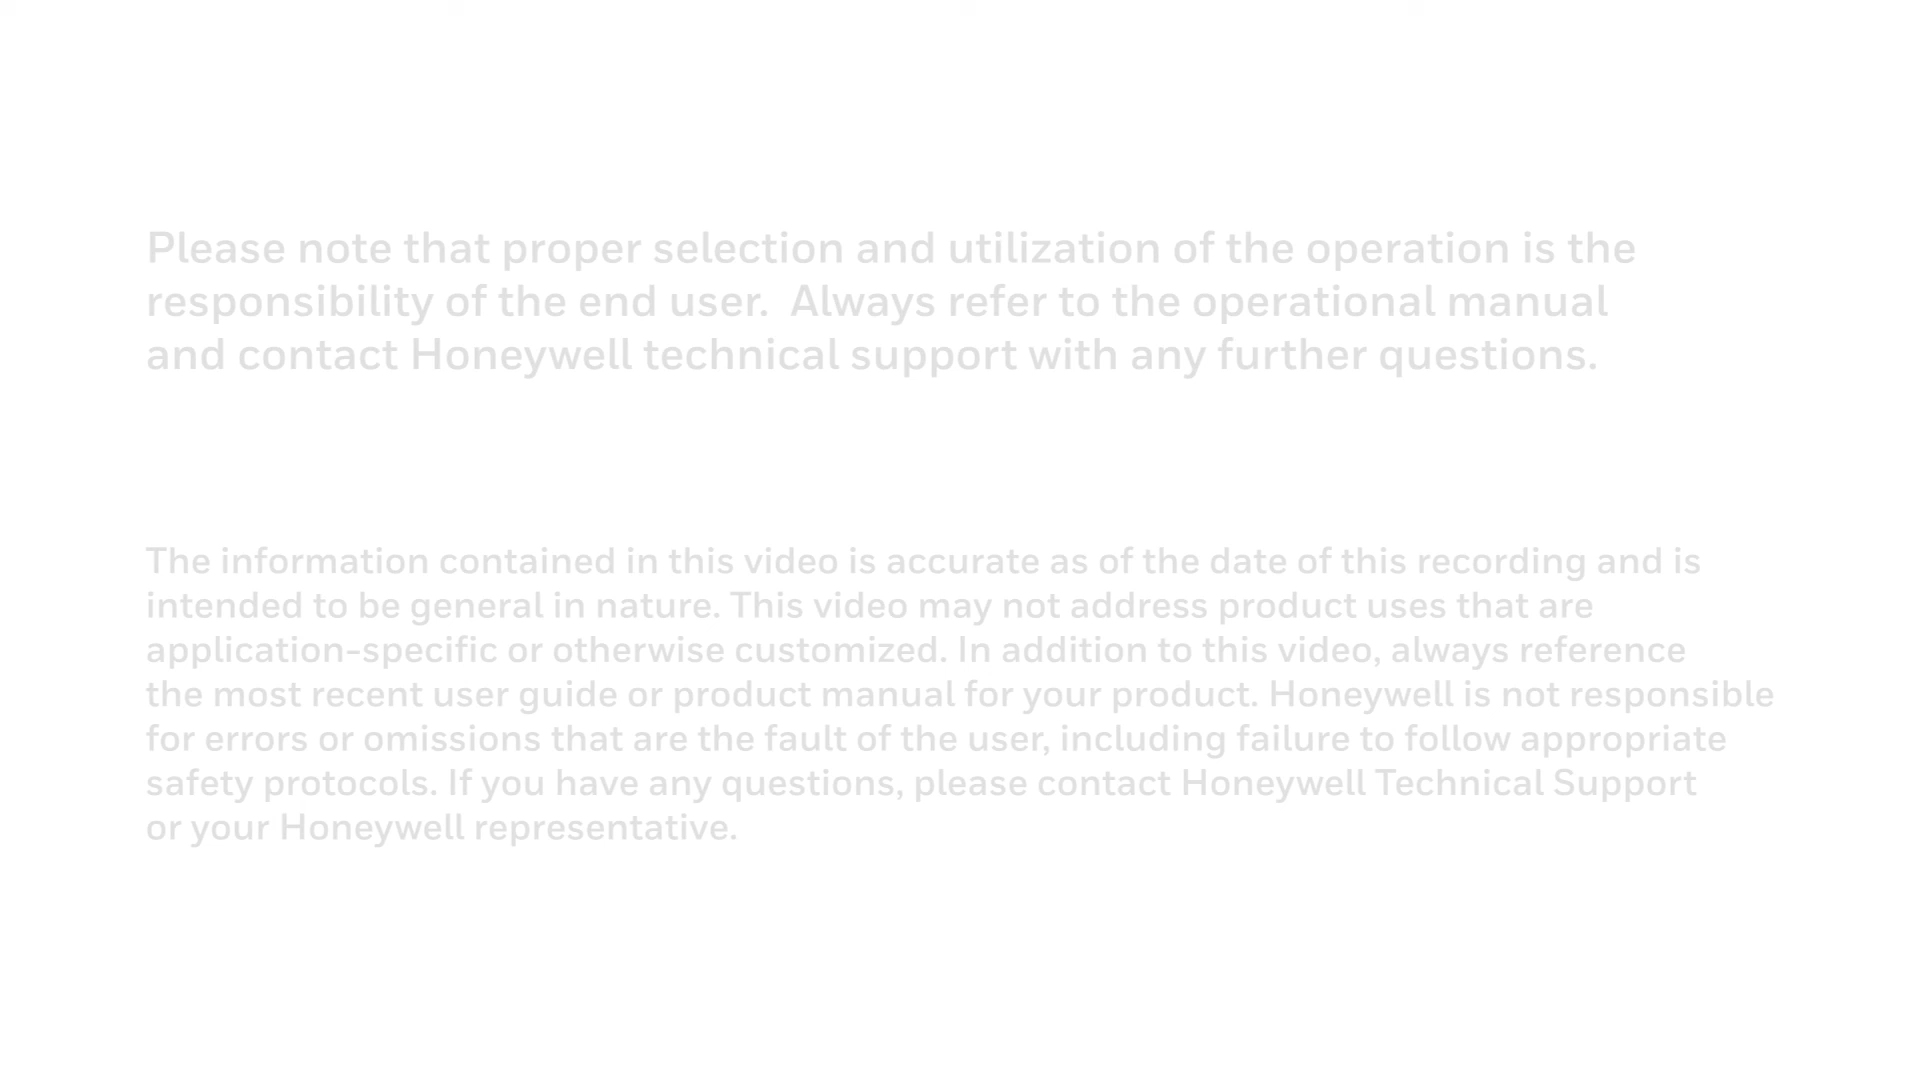 Please note that proper selection and utilization of the operation is the
responsibility of the end user.  Always refer to the operational manual
and contact Honeywell technical support with any further questions.
The information contained in this video is accurate as of the date of this recording and is
intended to be general in nature. This video may not address product uses that are
application-specific or otherwise customized. In addition to this video, always reference
the most recent user guide or product manual for your product. Honeywell is not responsible
for errors or omissions that are the fault of the user, including failure to follow appropriate
safety protocols. If you have any questions, please contact Honeywell Technical Support
or your Honeywell representative.